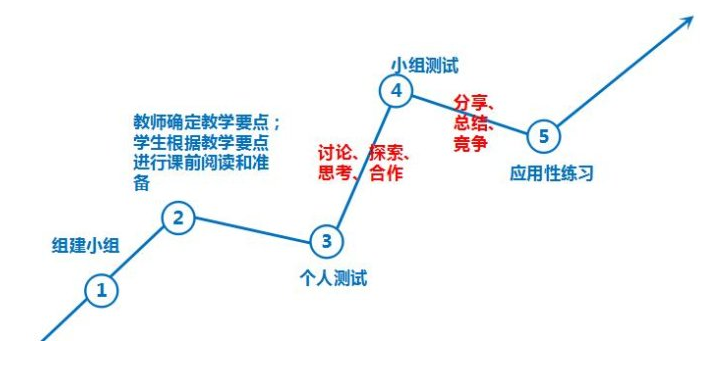 小组测试
4
分享、
总结、
竟争
教师确定教学要点；
学生根据教学要点
进行课前阅读和准
备
5
讨论、探索、
思考、合作
应用性练习
2
3
组建小组
个人测试
1